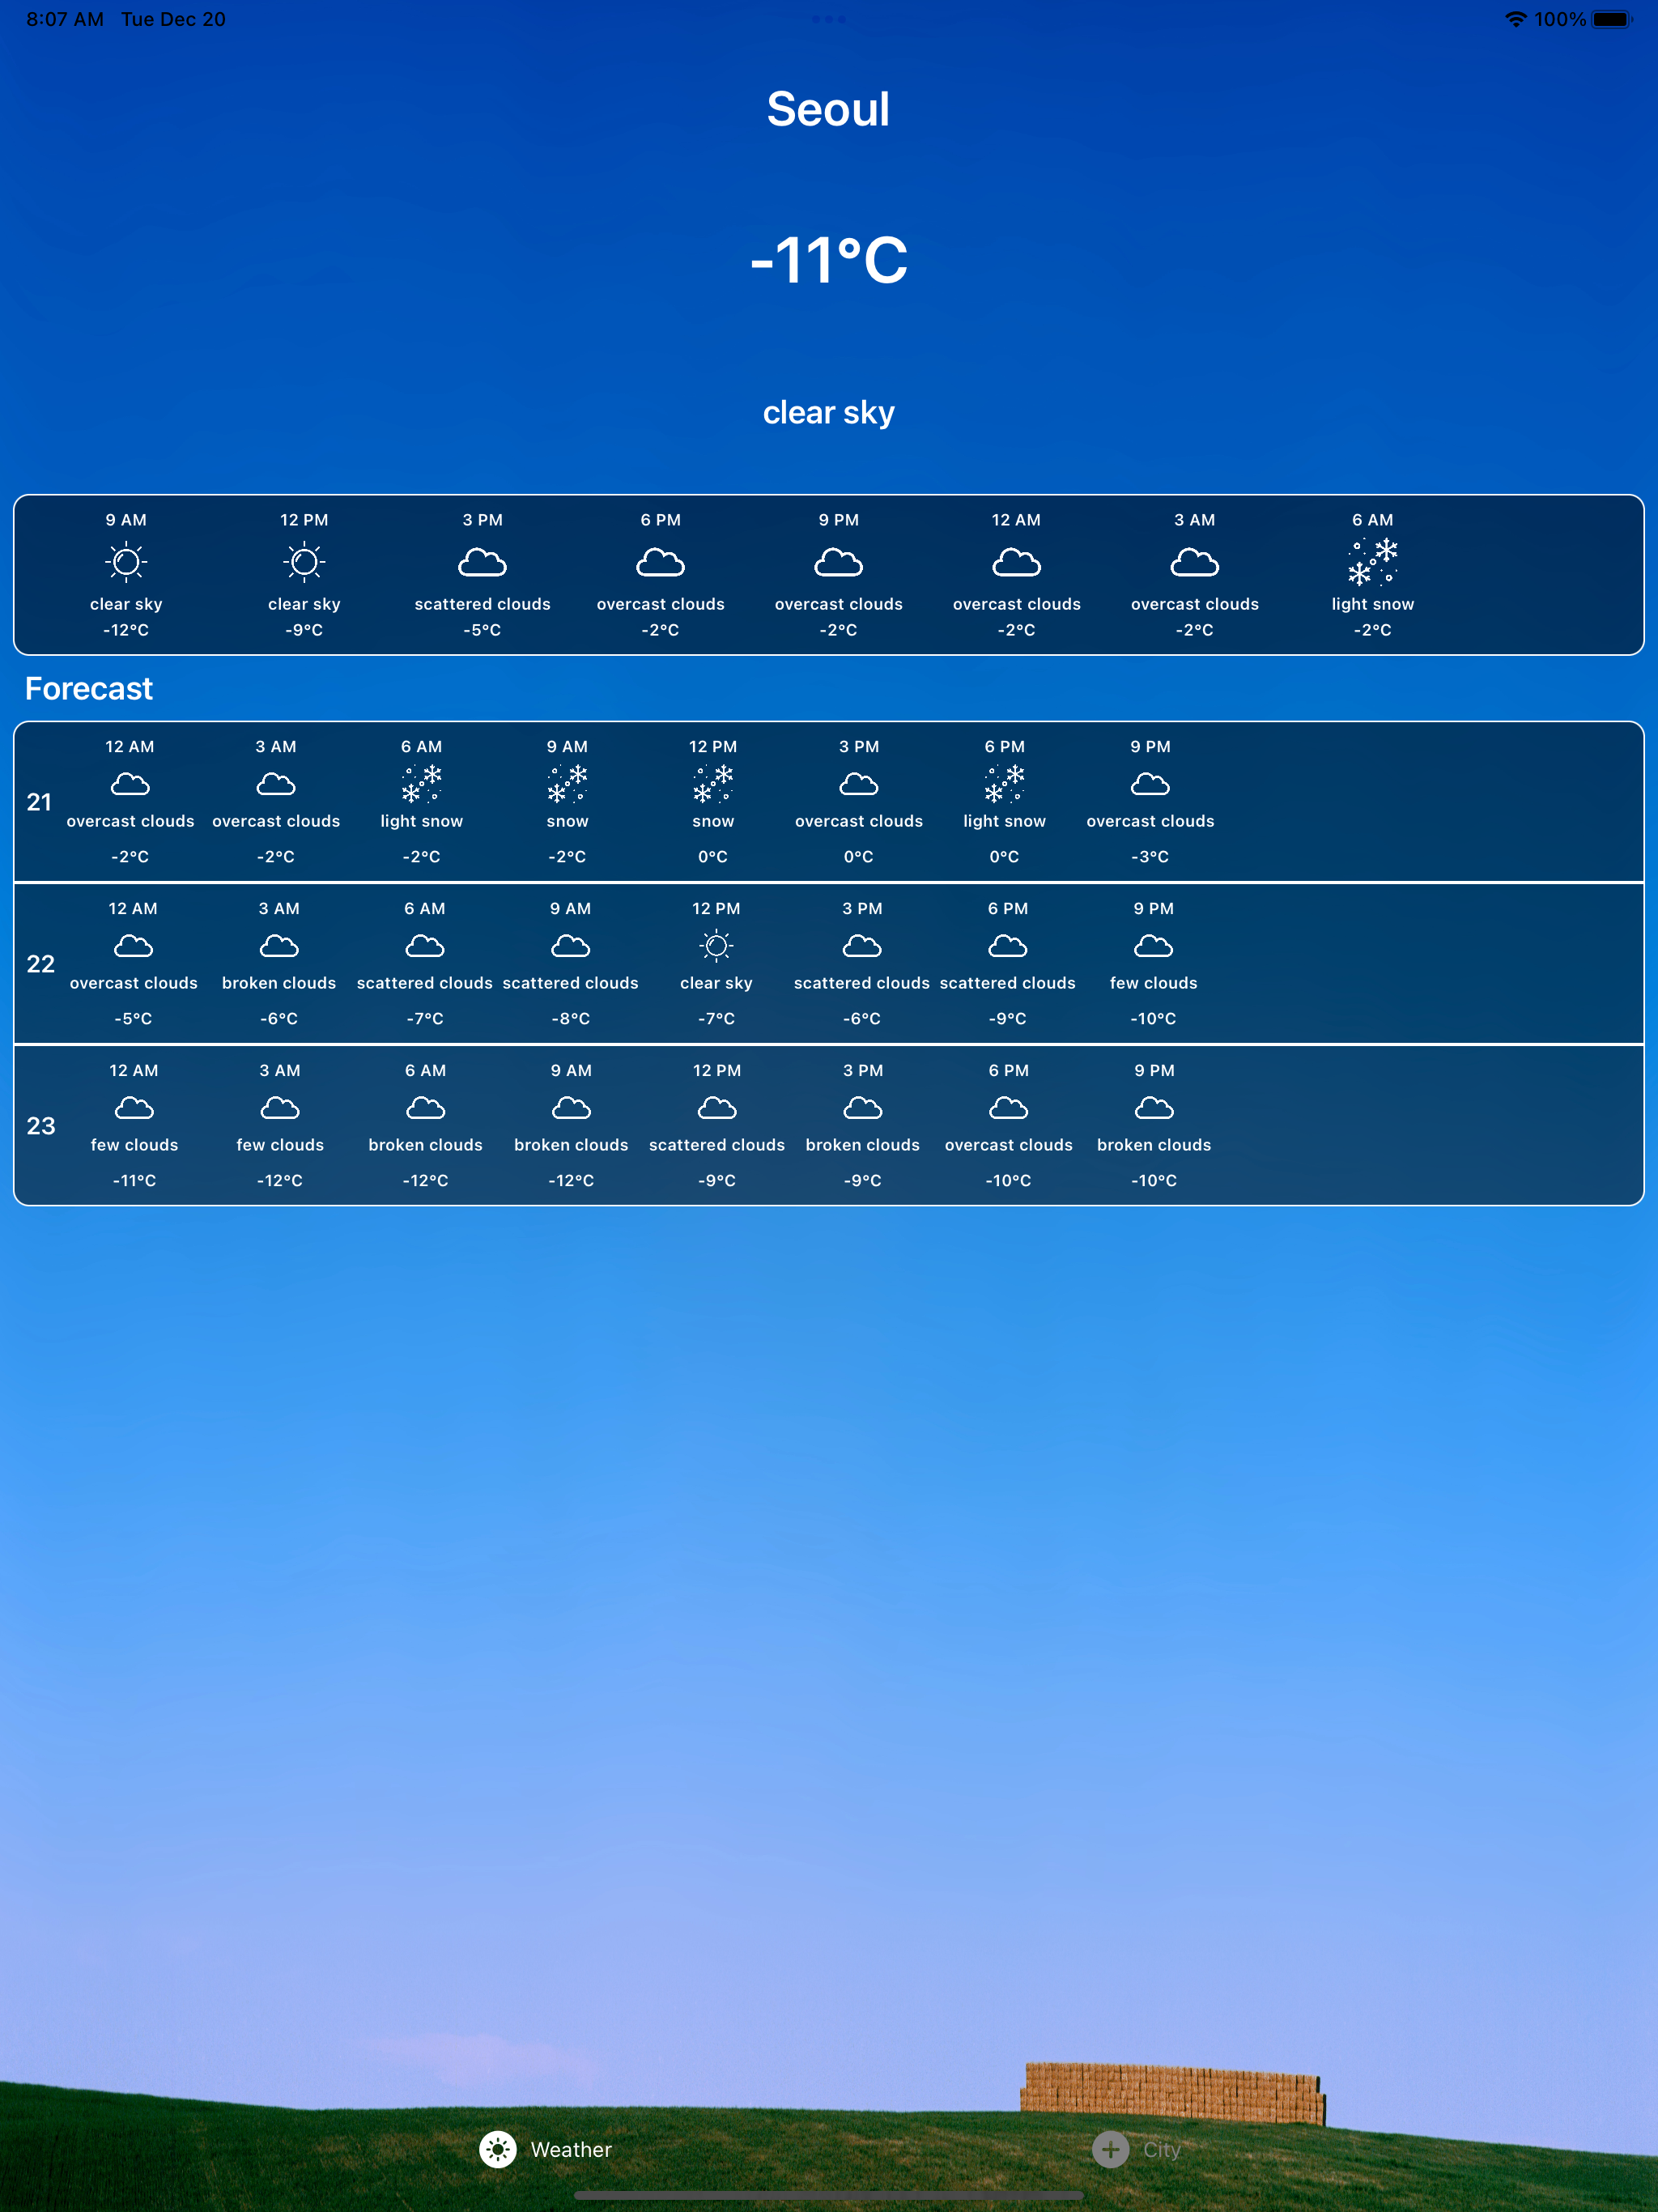 8:07 AM Tue Dec 20
100%
Seoul
-11°C
clear sky
9 AM 12 PM 3 PM 6 PM 9 PM 12 AM 3 AM 6 AM
clear sky clear sky scattered clouds overcast clouds overcast clouds overcast clouds overcast clouds light snow
-12°C -9°C -5°C -2°C -2°C -2°C -2°C -2°C
Forecast
12 AM 3 AM 6 AM 9 AM 12 PM 3 PM 6 PM 9 PM
21
overcast clouds overcast clouds light snow snow snow overcast clouds light snow overcast clouds
-2°C -2°C -2°C -2°C 0°C 0°C 0°C -3°C
12 AM 3 AM 6 AM 9 AM 12 PM 3 PM 6 PM 9 PM
22
overcast clouds broken clouds scattered clouds scattered clouds clear sky scattered clouds scattered clouds few clouds
-5°C -6°C -7°C -8°C -7°C -6°C -9°C -10°C
12 AM 3 AM 6 AM 9 AM 12 PM 3 PM 6 PM 9 PM
23
few clouds few clouds broken clouds broken clouds scattered clouds broken clouds overcast clouds broken clouds
-11°C -12°C -12°C -12°C -9°C -9°C -10°C -10°C
Weather City